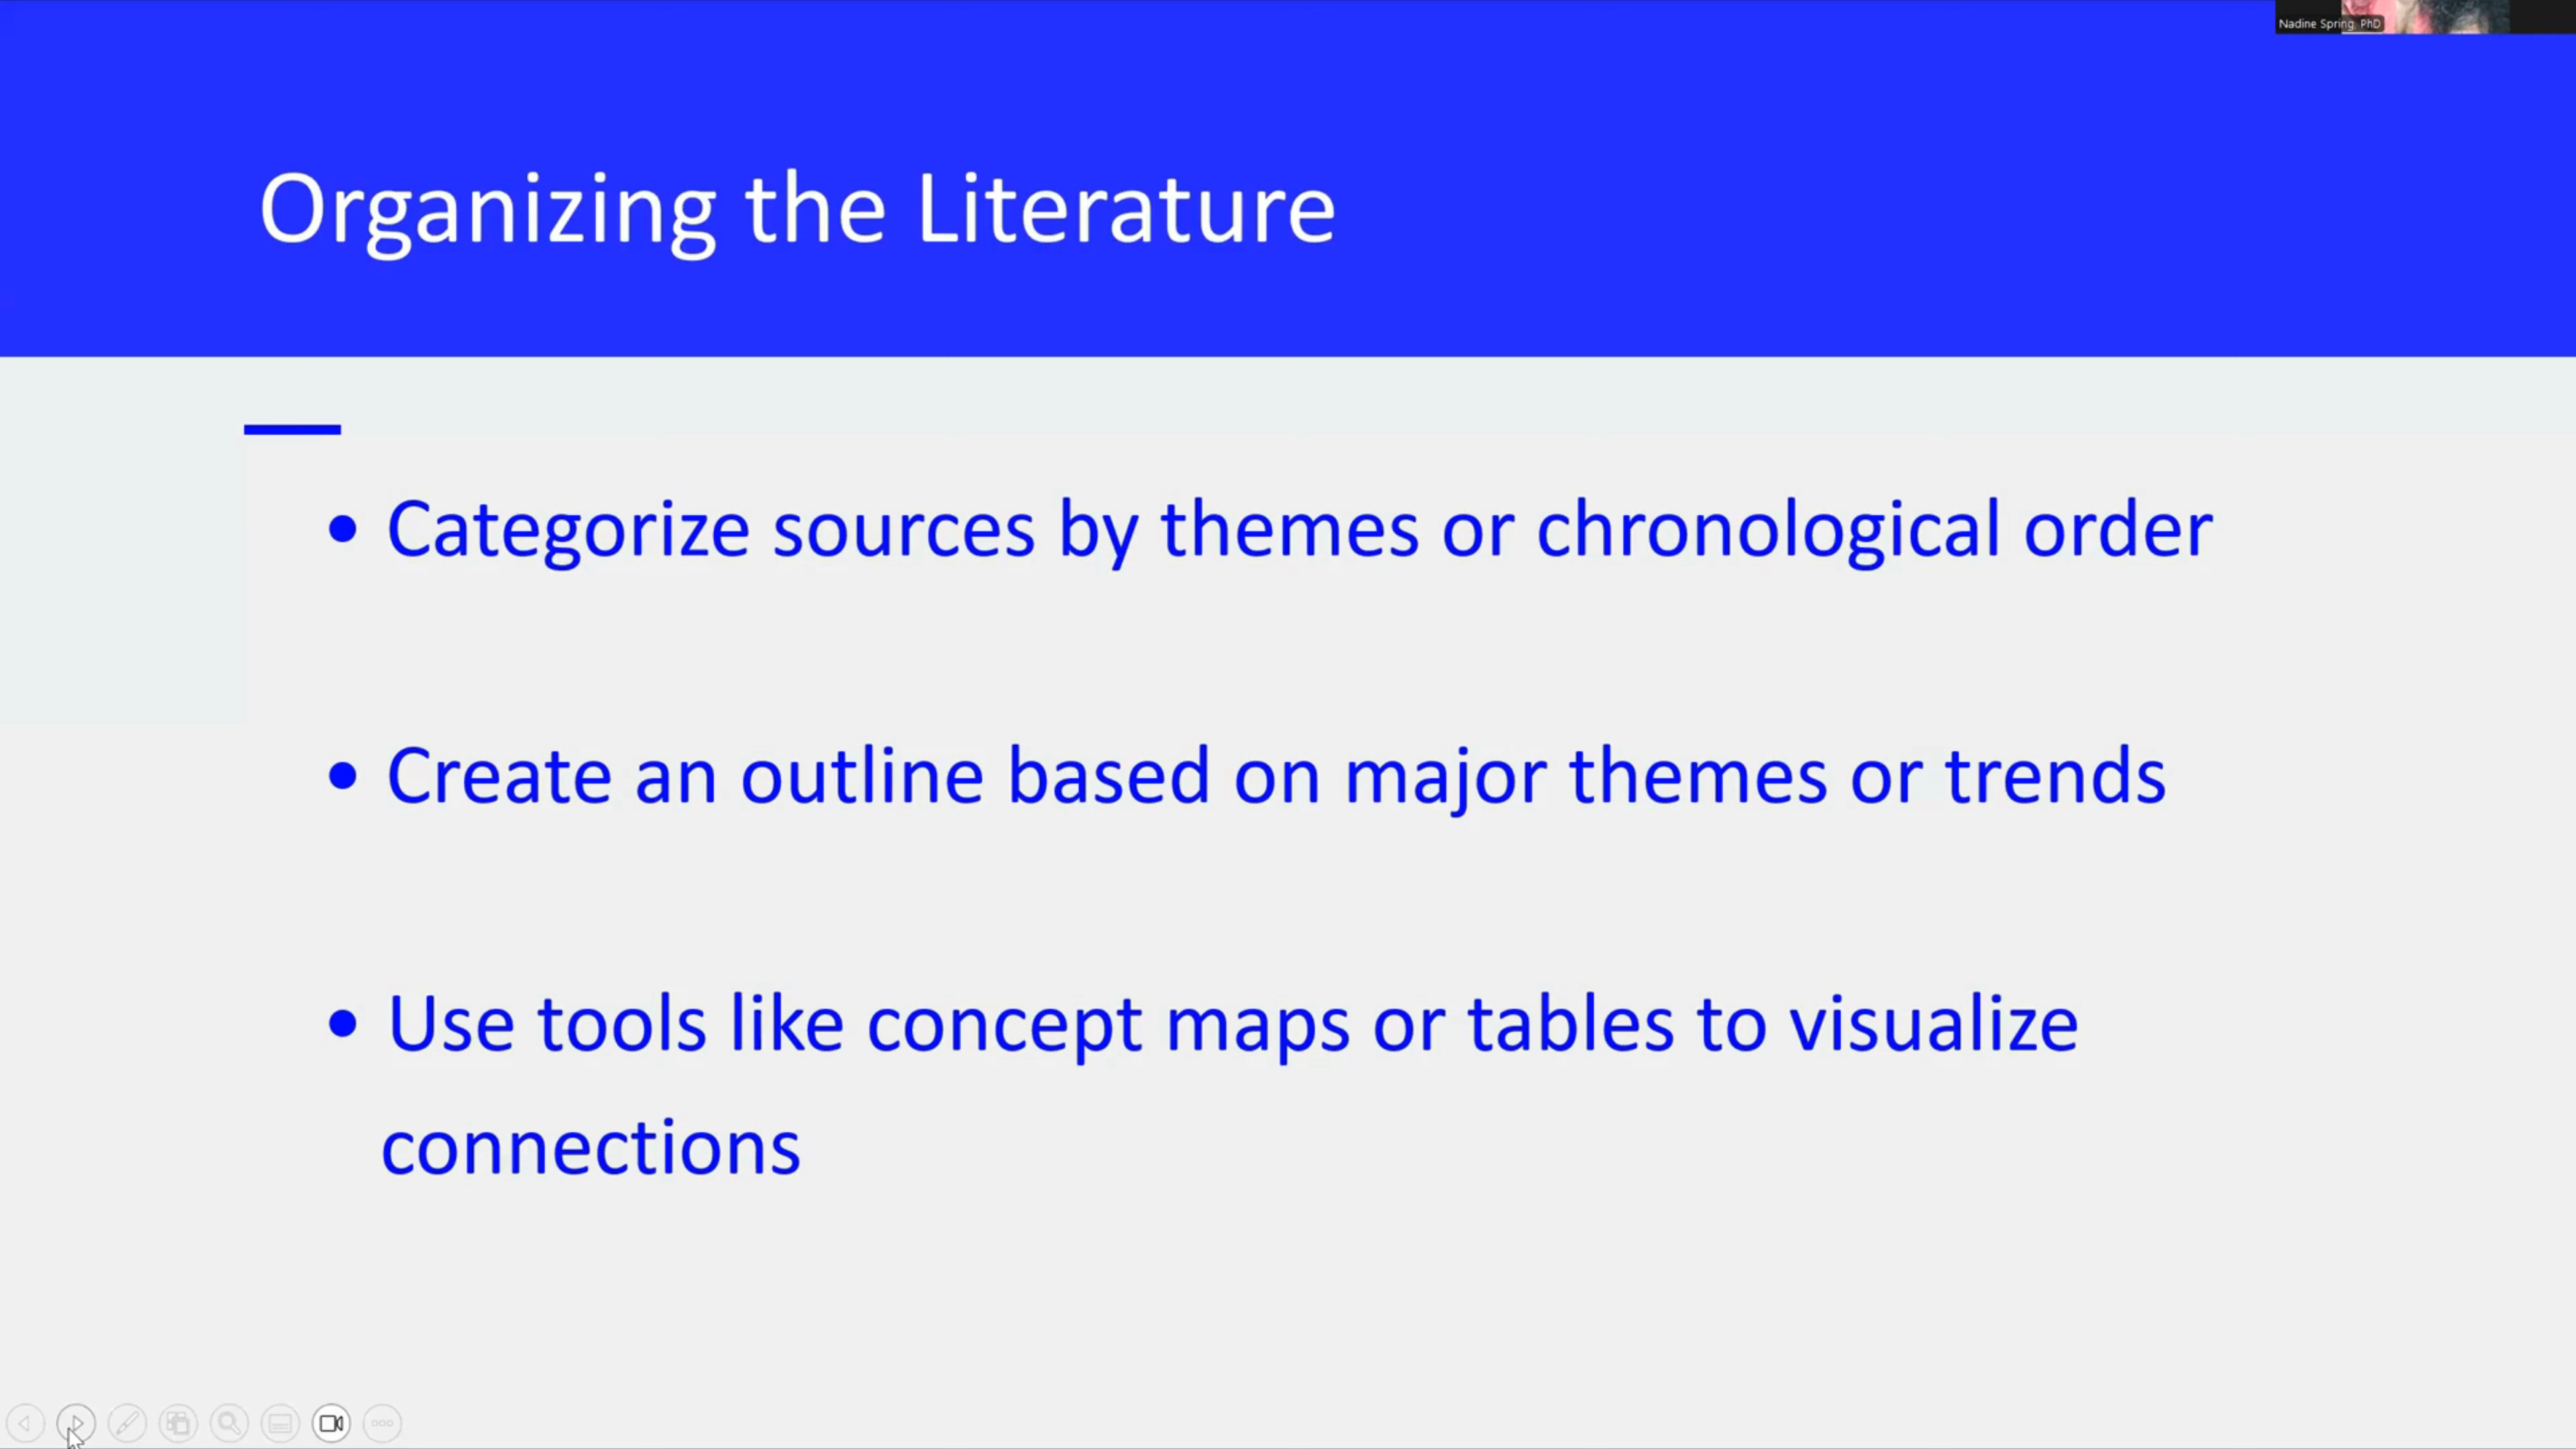 Nadine Spring, PhD
Organizing the Literature
• Categorize sources by themes or chronological order
• Create an outline based on major themes or trends
• Use tools like concept maps or tables to visualize
connections